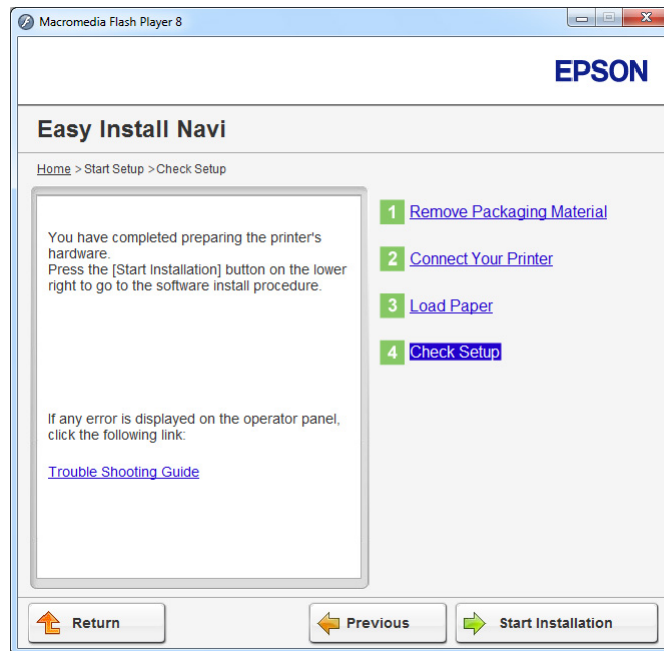 Macromedia Flash Player 8
EPSON
Easy Install Navi
Home > Start Setup >Check Setup
You have completed preparing the printer's
hardware.
Press the [Start Installation] button on the lower
right to go to the software install procedure.
If any error is displayed on the operator panel,
click the following link:
Trouble Shooting Guide
1 Remove Packaging Material
2 Connect Your Printer
3 Load Paper
4 Check Setup
Return
Previous
Start Installation